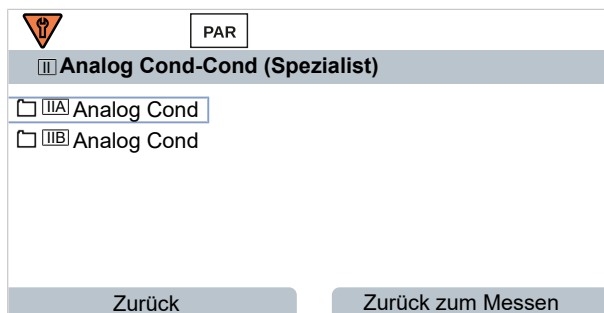 PAR
II Analog Cond-Cond (Spezialist)
IIA Analog Cond
IIB Analog Cond
Zurück Zurück zum Messen